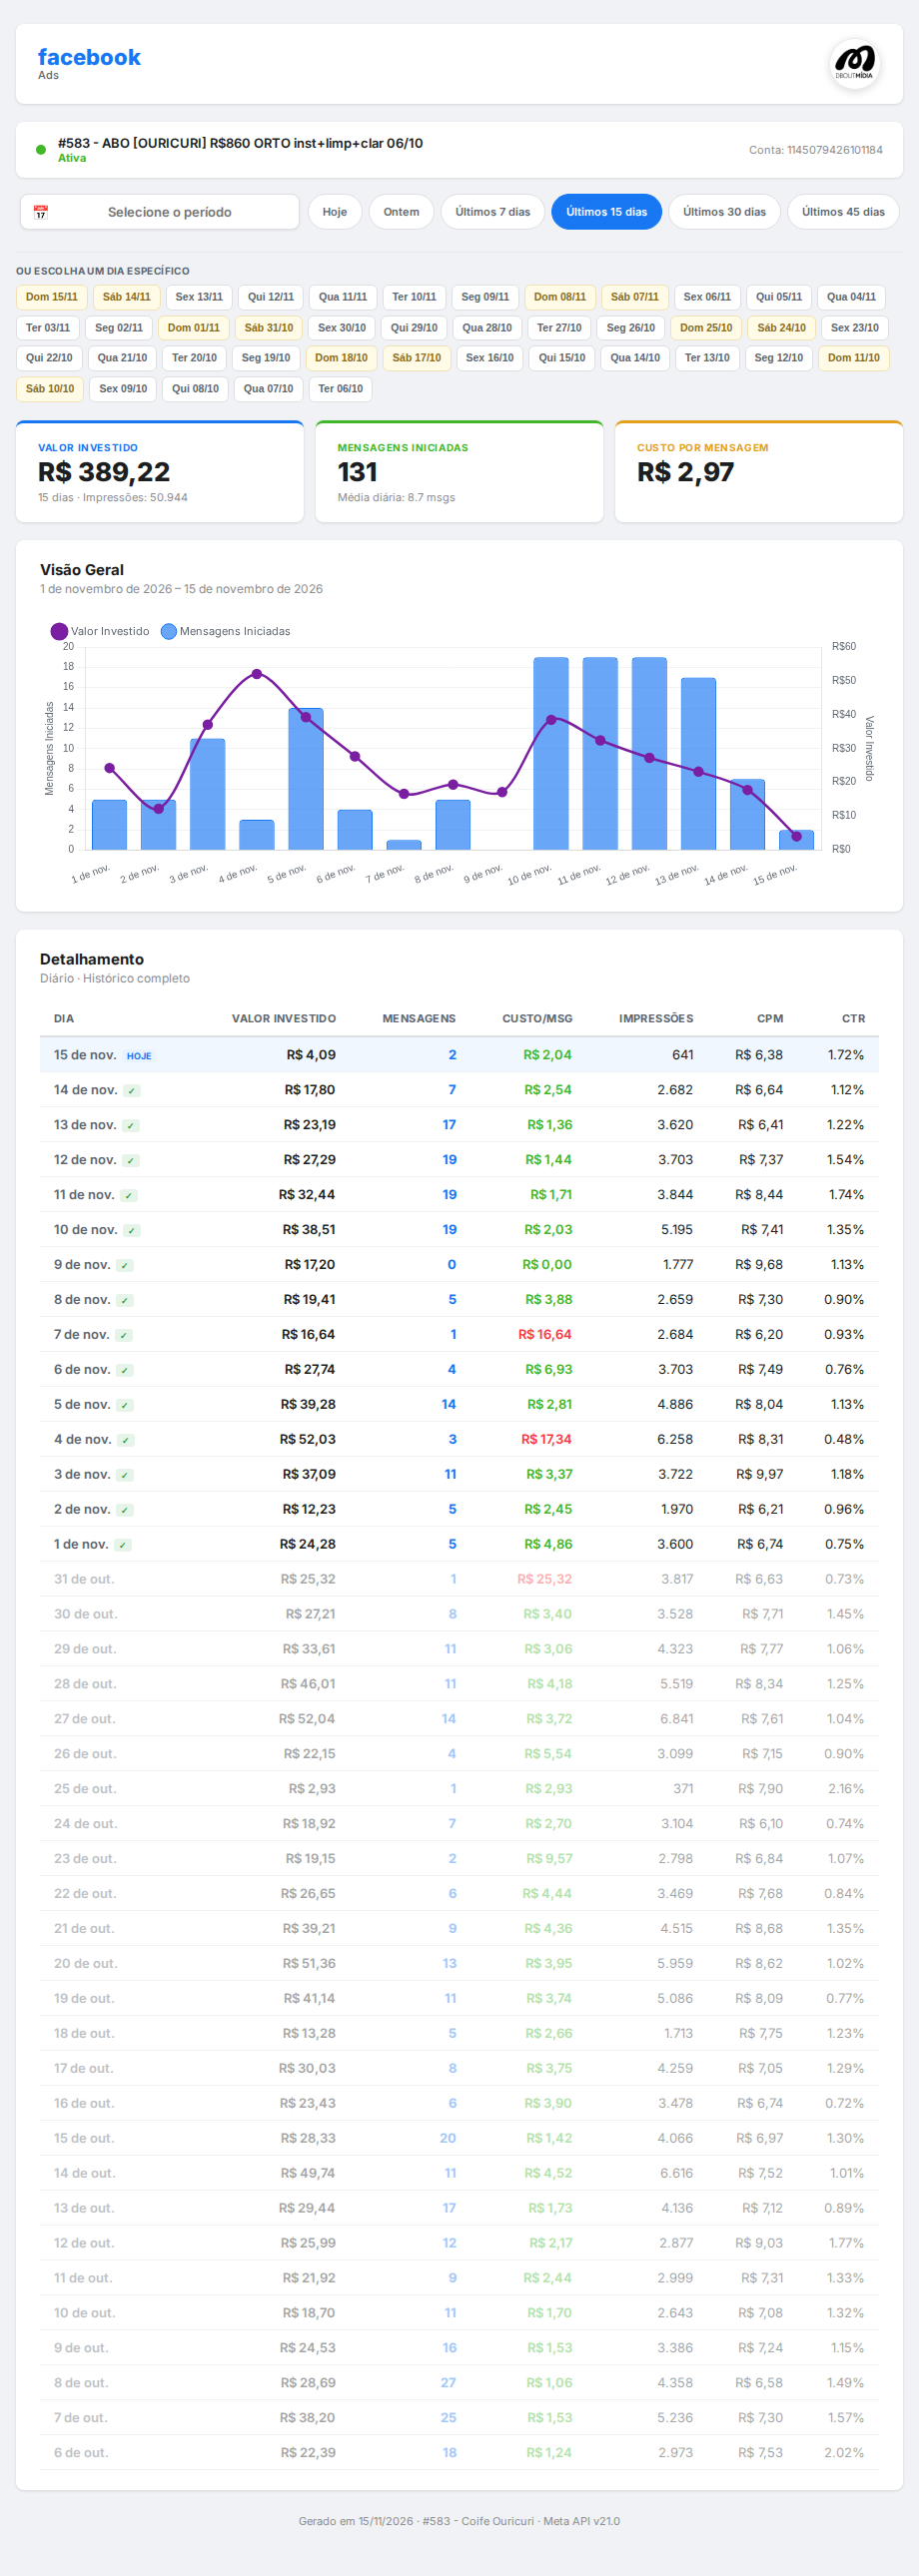 facebook
Ads
DBOUTMÍDIA
#583 - ABO [OURICURI] R$860 ORTO inst+limp+clar 06/10
Ativa
Conta: 1145079426101184
Selecione o período
Hoje
Ontem
Últimos 7 dias
Últimos 15 dias
Últimos 30 dias
Últimos 45 dias
OU ESCOLHA UM DIA ESPECÍFICO
Dom 15/11 Sáb 14/11 Sex 13/11 Qui 12/11 Qua 11/11 Ter 10/11 Seg 09/11 Dom 08/11 Sáb 07/11 Sex 06/11 Qui 05/11 Qua 04/11
Ter 03/11 Seg 02/11 Dom 01/11 Sáb 31/10 Sex 30/10 Qui 29/10 Qua 28/10 Ter 27/10 Seg 26/10 Dom 25/10 Sáb 24/10 Sex 23/10
Qui 22/10 Qua 21/10 Ter 20/10 Seg 19/10 Dom 18/10 Sáb 17/10 Sex 16/10 Qui 15/10 Qua 14/10 Ter 13/10 Seg 12/10 Dom 11/10
Sáb 10/10 Sex 09/10 Qui 08/10 Qua 07/10 Ter 06/10
VALOR INVESTIDO
R$ 389,22
15 dias · Impressões: 50.944
MENSAGENS INICIADAS
131
Média diária: 8.7 msgs
CUSTO POR MENSAGEM
R$ 2,97
Visão Geral
1 de novembro de 2026 – 15 de novembro de 2026
Valor Investido Mensagens Iniciadas
Mensagens Iniciadas
20
18
16
14
12
10
8
6
4
2
0
R$60
R$50
R$40
R$30
R$20
R$10
R$0
Valor Investido
1 de nov. 2 de nov. 3 de nov. 4 de nov. 5 de nov. 6 de nov. 7 de nov. 8 de nov. 9 de nov. 10 de nov. 11 de nov. 12 de nov. 13 de nov. 14 de nov. 15 de nov.
Detalhamento
Diário · Histórico completo
DIA VALOR INVESTIDO MENSAGENS CUSTO/MSG IMPRESSÕES CPM CTR
15 de nov. HOJE R$ 4,09 2 R$ 2,04 641 R$ 6,38 1.72%
14 de nov. ✓ R$ 17,80 7 R$ 2,54 2.682 R$ 6,64 1.12%
13 de nov. ✓ R$ 23,19 17 R$ 1,36 3.620 R$ 6,41 1.22%
12 de nov. ✓ R$ 27,29 19 R$ 1,44 3.703 R$ 7,37 1.54%
11 de nov. ✓ R$ 32,44 19 R$ 1,71 3.844 R$ 8,44 1.74%
10 de nov. ✓ R$ 38,51 19 R$ 2,03 5.195 R$ 7,41 1.35%
9 de nov. ✓ R$ 17,20 0 R$ 0,00 1.777 R$ 9,68 1.13%
8 de nov. ✓ R$ 19,41 5 R$ 3,88 2.659 R$ 7,30 0.90%
7 de nov. ✓ R$ 16,64 1 R$ 16,64 2.684 R$ 6,20 0.93%
6 de nov. ✓ R$ 27,74 4 R$ 6,93 3.703 R$ 7,49 0.76%
5 de nov. ✓ R$ 39,28 14 R$ 2,81 4.886 R$ 8,04 1.13%
4 de nov. ✓ R$ 52,03 3 R$ 17,34 6.258 R$ 8,31 0.48%
3 de nov. ✓ R$ 37,09 11 R$ 3,37 3.722 R$ 9,97 1.18%
2 de nov. ✓ R$ 12,23 5 R$ 2,45 1.970 R$ 6,21 0.96%
1 de nov. ✓ R$ 24,28 5 R$ 4,86 3.600 R$ 6,74 0.75%
31 de out. R$ 25,32 1 R$ 25,32 3.817 R$ 6,63 0.73%
30 de out. R$ 27,21 8 R$ 3,40 3.528 R$ 7,71 1.45%
29 de out. R$ 33,61 11 R$ 3,06 4.323 R$ 7,77 1.06%
28 de out. R$ 46,01 11 R$ 4,18 5.519 R$ 8,34 1.25%
27 de out. R$ 52,04 14 R$ 3,72 6.841 R$ 7,61 1.04%
26 de out. R$ 22,15 4 R$ 5,54 3.099 R$ 7,15 0.90%
25 de out. R$ 2,93 1 R$ 2,93 371 R$ 7,90 2.16%
24 de out. R$ 18,92 7 R$ 2,70 3.104 R$ 6,10 0.74%
23 de out. R$ 19,15 2 R$ 9,57 2.798 R$ 6,84 1.07%
22 de out. R$ 26,65 6 R$ 4,44 3.469 R$ 7,68 0.84%
21 de out. R$ 39,21 9 R$ 4,36 4.515 R$ 8,68 1.35%
20 de out. R$ 51,36 13 R$ 3,95 5.959 R$ 8,62 1.02%
19 de out. R$ 41,14 11 R$ 3,74 5.086 R$ 8,09 0.77%
18 de out. R$ 13,28 5 R$ 2,66 1.713 R$ 7,75 1.23%
17 de out. R$ 30,03 8 R$ 3,75 4.259 R$ 7,05 1.29%
16 de out. R$ 23,43 6 R$ 3,90 3.478 R$ 6,74 0.72%
15 de out. R$ 28,33 20 R$ 1,42 4.066 R$ 6,97 1.30%
14 de out. R$ 49,74 11 R$ 4,52 6.616 R$ 7,52 1.01%
13 de out. R$ 29,44 17 R$ 1,73 4.136 R$ 7,12 0.89%
12 de out. R$ 25,99 12 R$ 2,17 2.877 R$ 9,03 1.77%
11 de out. R$ 21,92 9 R$ 2,44 2.999 R$ 7,31 1.33%
10 de out. R$ 18,70 11 R$ 1,70 2.643 R$ 7,08 1.32%
9 de out. R$ 24,53 16 R$ 1,53 3.386 R$ 7,24 1.15%
8 de out. R$ 28,69 27 R$ 1,06 4.358 R$ 6,58 1.49%
7 de out. R$ 38,20 25 R$ 1,53 5.236 R$ 7,30 1.57%
6 de out. R$ 22,39 18 R$ 1,24 2.973 R$ 7,53 2.02%
Gerado em 15/11/2026 · #583 - Coife Ouricuri · Meta API v21.0